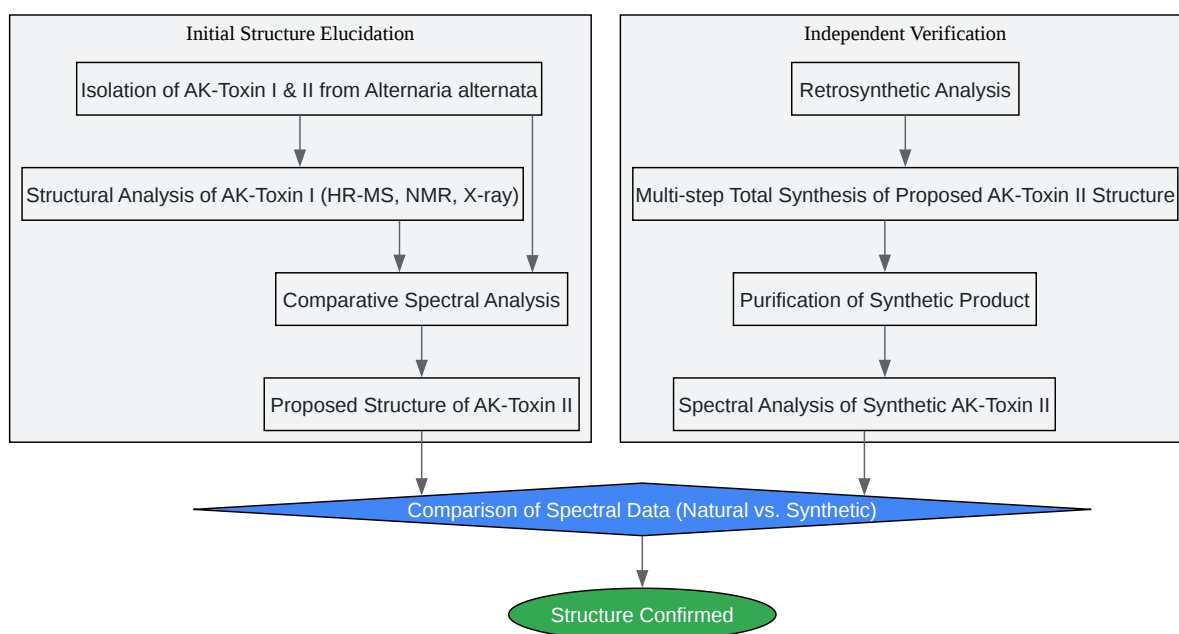 Initial Structure Elucidation
Isolation of AK-Toxin I & II from Alternaria alternata
Structural Analysis of AK-Toxin I (HR-MS, NMR, X-ray)
Comparative Spectral Analysis
Proposed Structure of AK-Toxin II
Independent Verification
Retrosynthetic Analysis
Multi-step Total Synthesis of Proposed AK-Toxin II Structure
Purification of Synthetic Product
Spectral Analysis of Synthetic AK-Toxin II
Comparison of Spectral Data (Natural vs. Synthetic)
Structure Confirmed